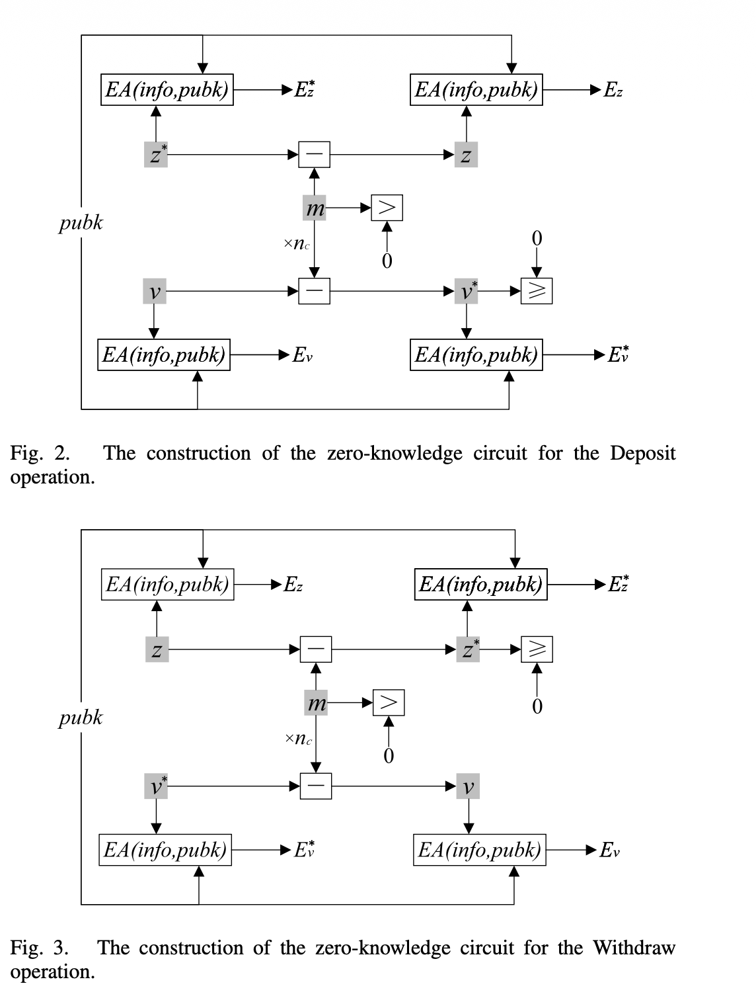 EA(info,pubk)
E*z
EA(info,pubk)
Ez
z*
—
z
m
>
pubk
×nc
0
0
v
—
v*
⩾
EA(info,pubk)
Ev
EA(info,pubk)
E*v
Fig. 2. The construction of the zero-knowledge circuit for the Deposit
operation.
EA(info,pubk)
Ez
EA(info,pubk)
E*z
z
—
z*
⩾
m
>
0
pubk
×nc
0
v*
—
v
EA(info,pubk)
E*v
EA(info,pubk)
Ev
Fig. 3. The construction of the zero-knowledge circuit for the Withdraw
operation.